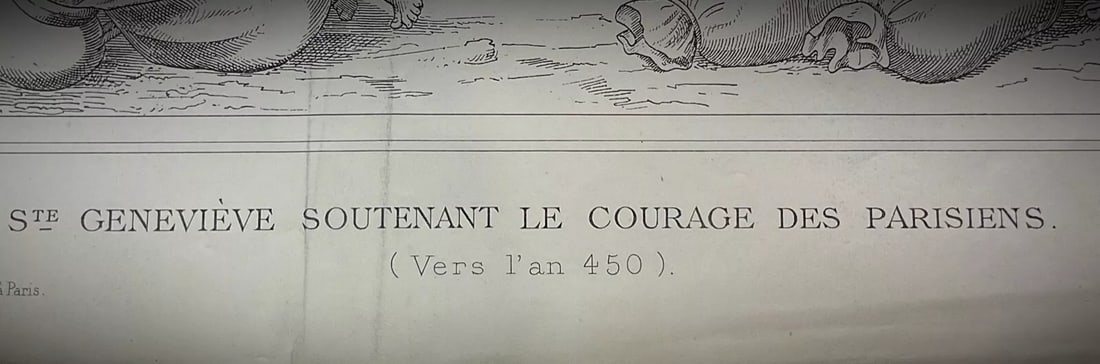 STE GENEVIÈVE SOUTENANT LE COURAGE DES PARISIENS.
(Vers l'an 450).
à Paris.